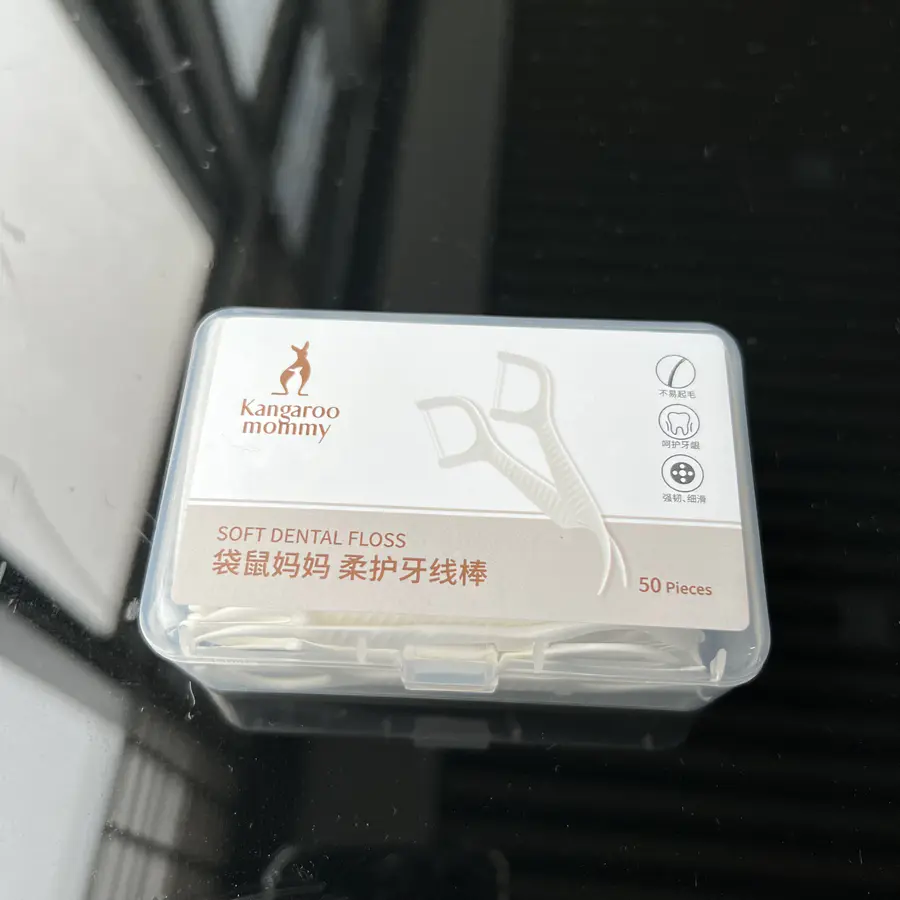 Kangaroo
mommy
不易起毛
呵护牙龈
强韧、细滑
SOFT DENTAL FLOSS
袋鼠妈妈 柔护牙线棒
50 Pieces